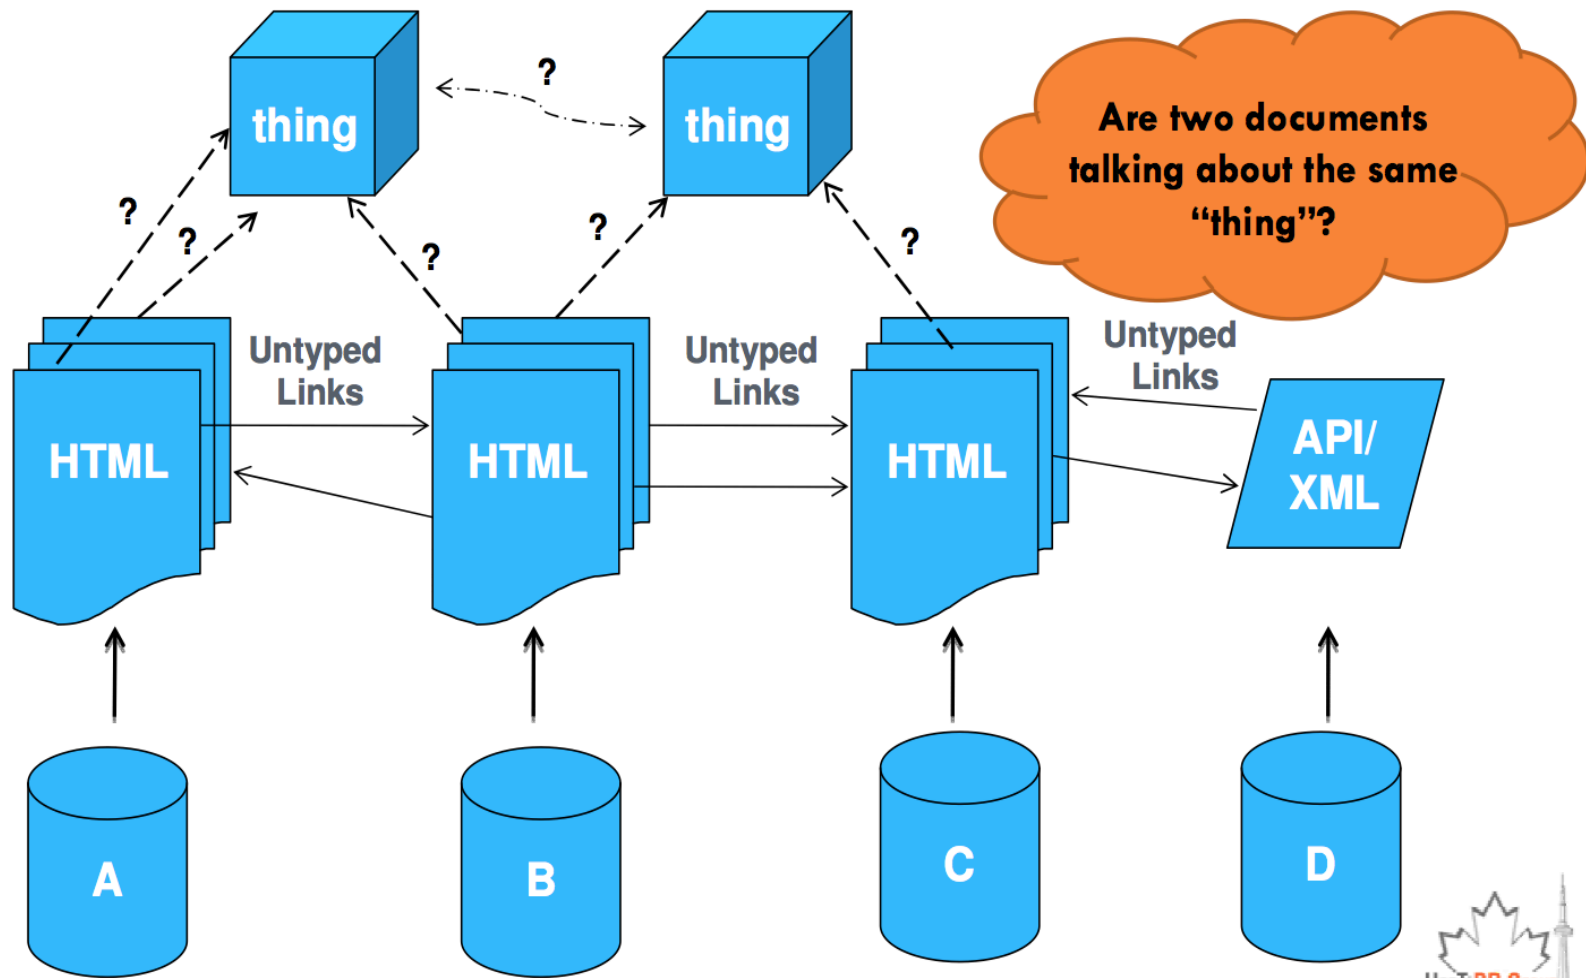 ?
thing
thing
Are two documents
talking about the same
“thing”?
?
?
?
?
?
Untyped
Links
Untyped
Links
Untyped
Links
HTML
HTML
HTML
API/
XML
A
B
C
D